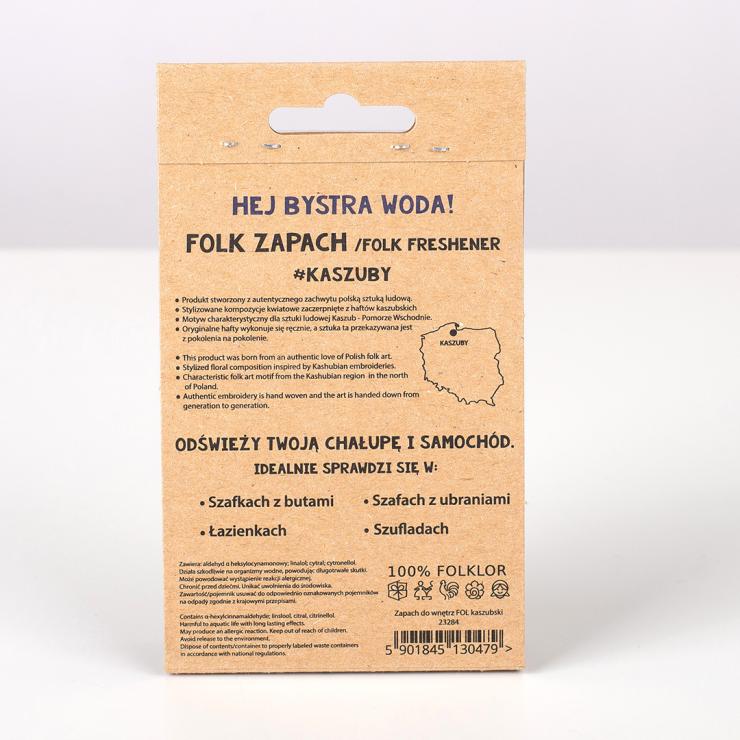 HEJ BYSTRA WODA!
FOLK ZAPACH /FOLK FRESHENER
#KASZUBY
• Produkt stworzony z autentycznego zachwytu polską sztuką ludową.
• Stylizowane kompozycje kwiatowe zaczerpnięte z haftów kaszubskich
• Motyw charakterystyczny dla sztuki ludowej Kaszub - Pomorze Wschodnie.
• Oryginalne hafty wykonuje się ręcznie, a sztuka ta przekazywana jest
z pokolenia na pokolenie.
KASZUBY
• This product was born from an authentic love of Polish folk art.
• Stylized floral composition inspired by Kashubian embroideries.
• Characteristic folk art motif from the Kashubian region in the north
of Poland.
• Authentic embroidery is hand woven and the art is handed down from
generation to generation.
ODŚWIEŻY TWOJĄ CHAŁUPĘ I SAMOCHÓD.
IDEALNIE SPRAWDZI SIĘ W:
• Szafkach z butami
• Szafach z ubraniami
• Łazienkach
• Szufladach
Zawiera: aldehyd α heksylocynamonowy; linalol; cytral; cytronellol.
Działa szkodliwie na organizmy wodne, powodując długotrwałe skutki.
Może powodować wystąpienie reakcji alergicznej.
Chronić przed dziećmi. Unikać uwolnienia do środowiska.
Zawartość/pojemnik usuwać do odpowiednio oznakowanych pojemników
na odpady zgodnie z krajowymi przepisami.
Contains α-hexylcinnamaldehyde; linslool, citral, citrinellol.
Harmful to aquatic life with long lasting effects.
May produce an allergic reaction. Keep out of reach of children.
Avoid release to the environment.
Dispose of contents/container to properly labeled waste containers
in accordance with national regulations.
100% FOLKLOR
Zapach do wnętrz FOL kaszubski
23284
5 901845 130479 >